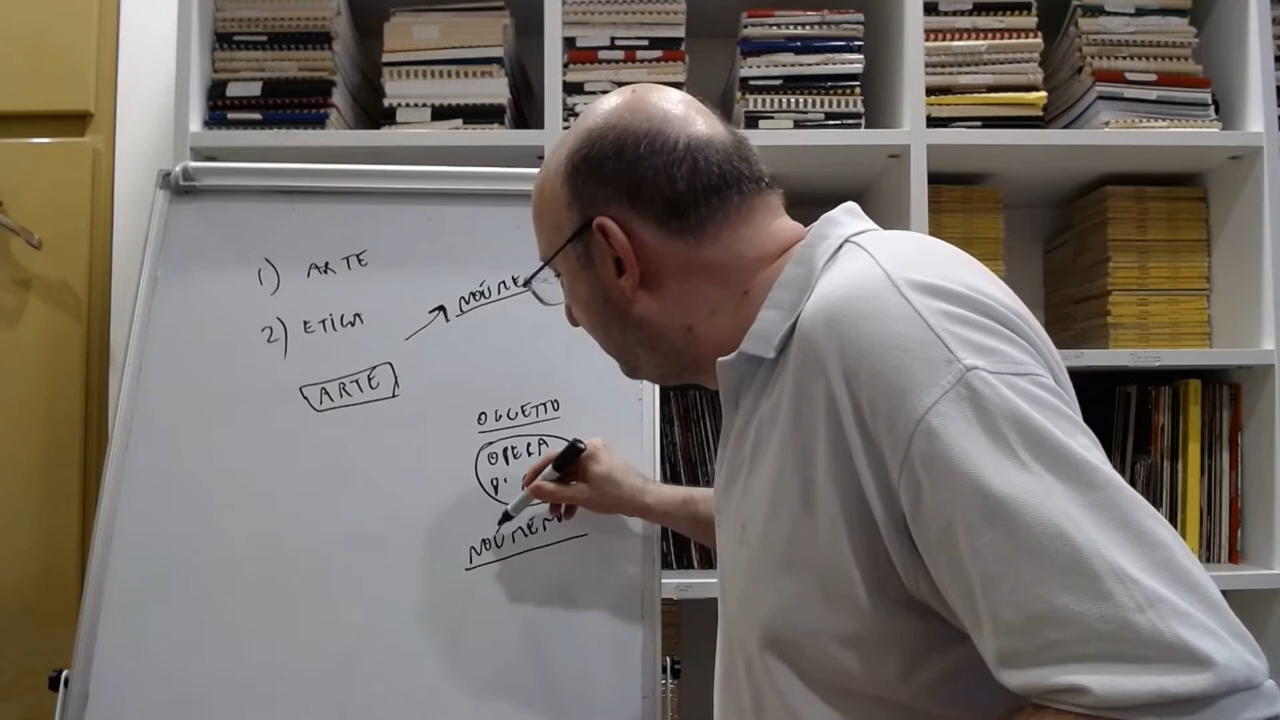 1) ARTE
NOÚME
2) ETICA
ARTE
OGGETTO
OPERA
D'
NOÚMENO